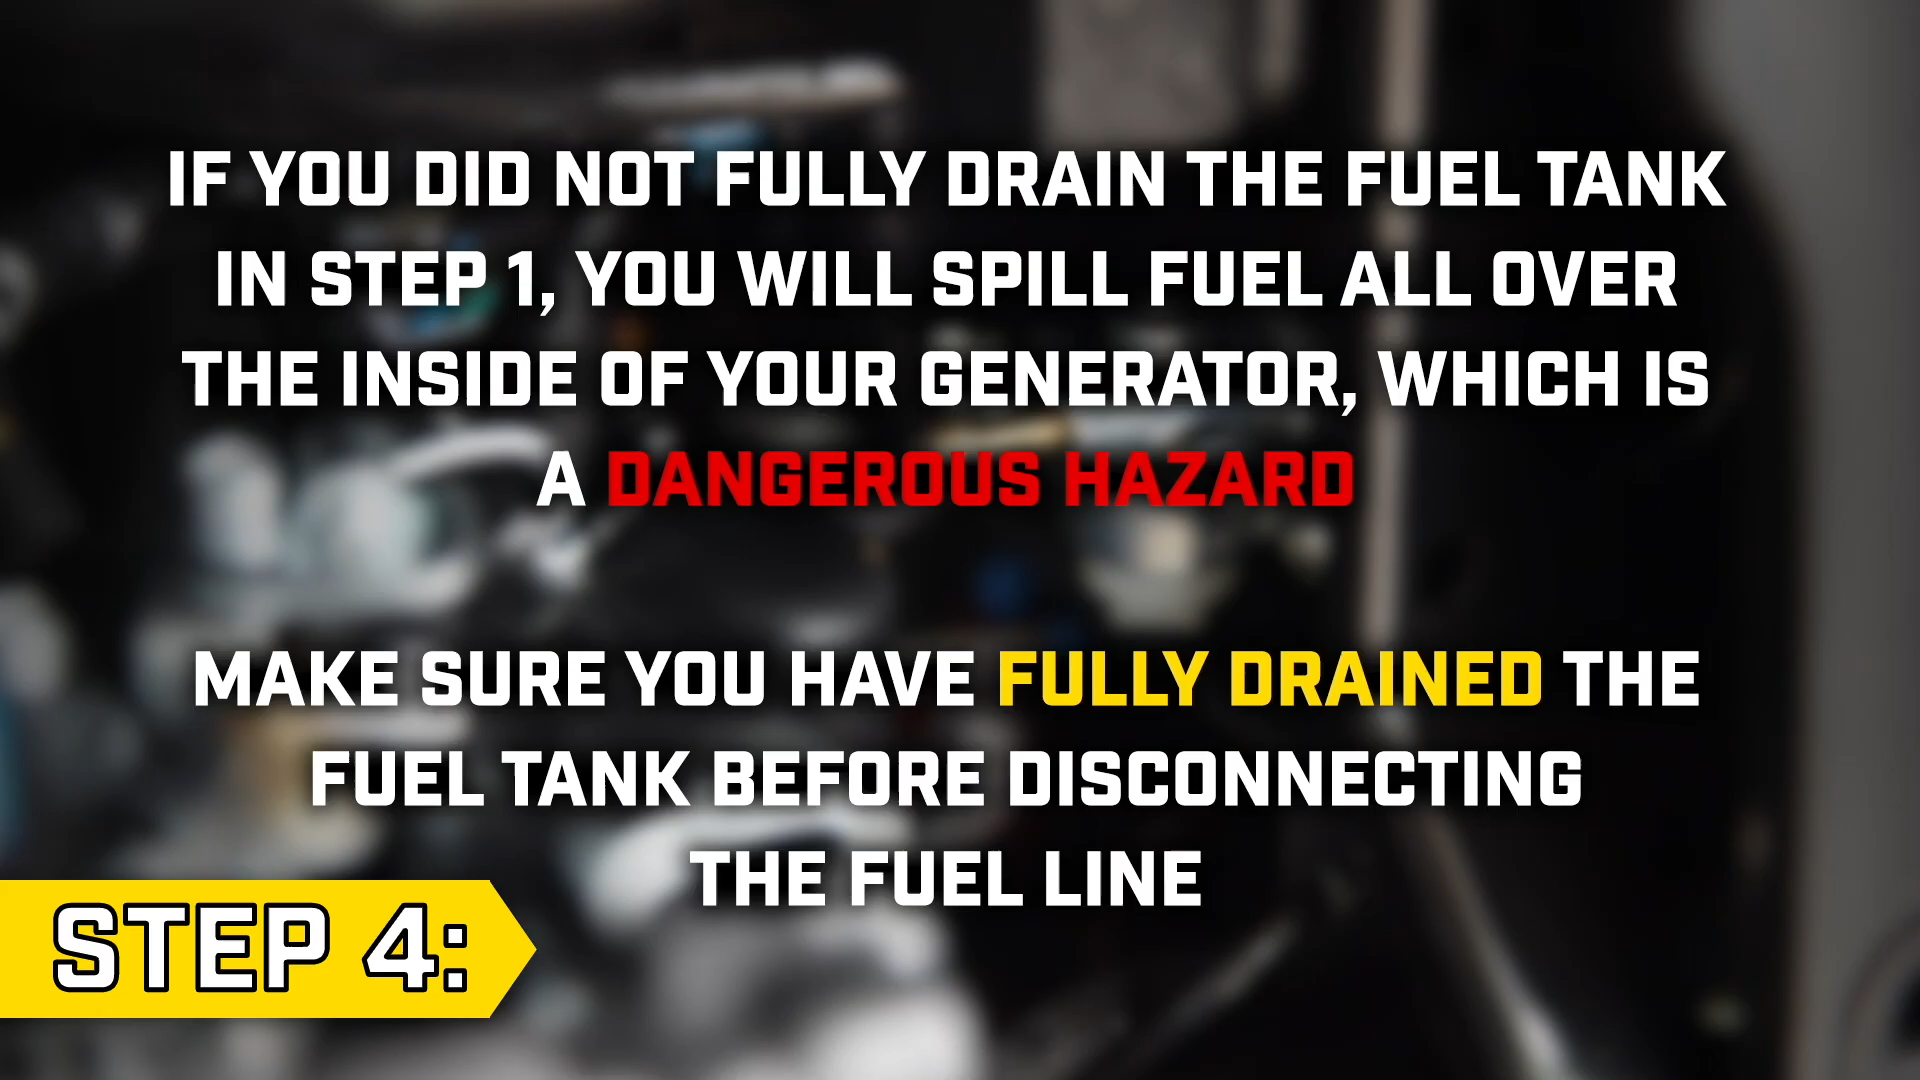 IF YOU DID NOT FULLY DRAIN THE FUEL TANK
IN STEP 1, YOU WILL SPILL FUEL ALL OVER
THE INSIDE OF YOUR GENERATOR, WHICH IS
A DANGEROUS HAZARD
MAKE SURE YOU HAVE FULLY DRAINED THE
FUEL TANK BEFORE DISCONNECTING
THE FUEL LINE
STEP 4: